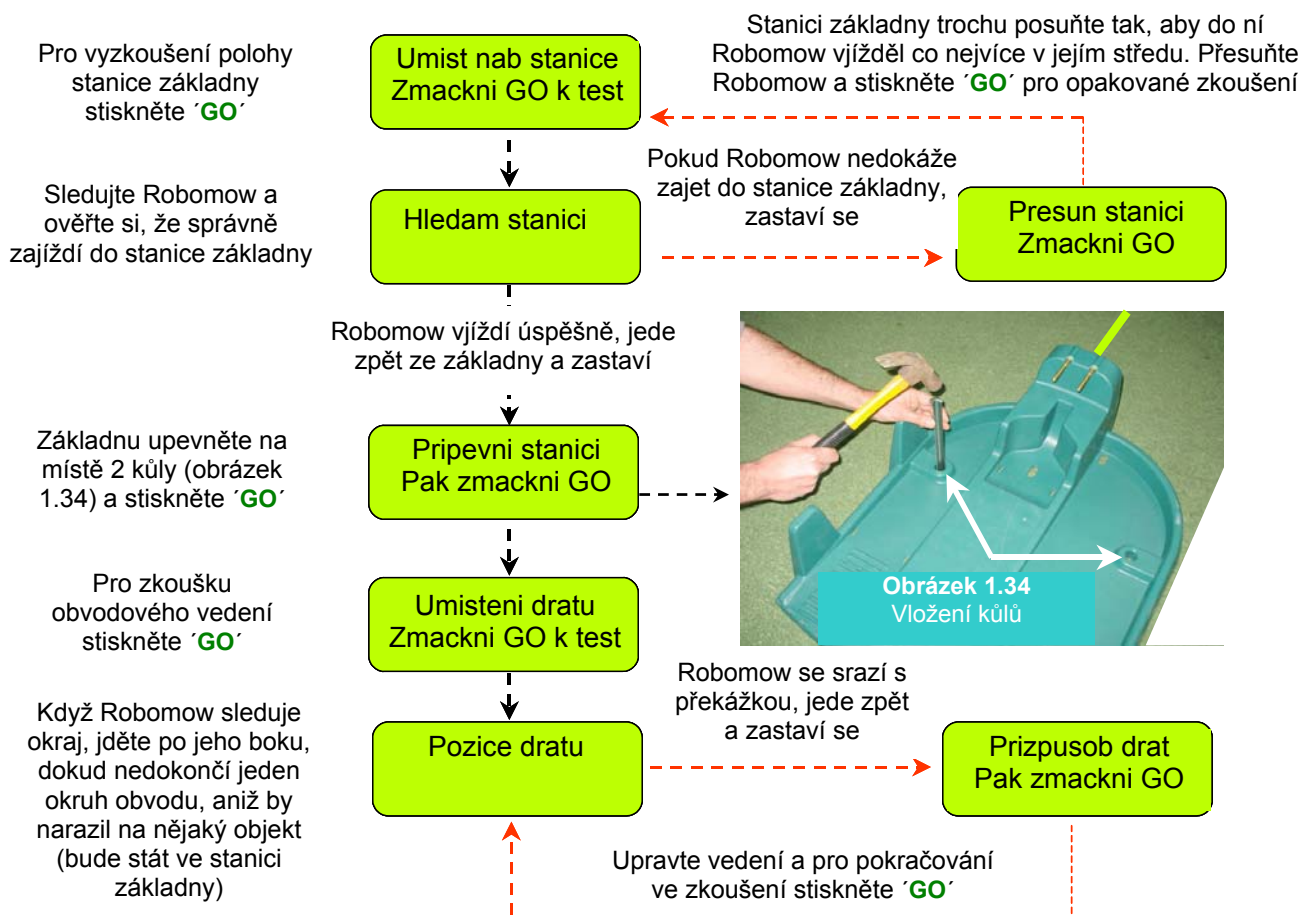 Pro vyzkoušení polohy
stanice základny
stiskněte ´GO´
Umist nab stanice
Zmackni GO k test
Stanici základny trochu posuňte tak, aby do ní
Robomow vjížděl co nejvíce v jejím středu. Přesuňte
Robomow a stiskněte ´GO´ pro opakované zkoušení
Sledujte Robomow a
ověřte si, že správně
zajíždí do stanice základny
Hledam stanici
Pokud Robomow nedokáže
zajet do stanice základny,
zastaví se
Presun stanici
Zmackni GO
Robomow vjíždí úspěšně, jede
zpět ze základny a zastaví
Základnu upevněte na
místě 2 kůly (obrázek
1.34) a stiskněte ´GO´
Pripevni stanici
Pak zmackni GO
Obrázek 1.34
Vložení kůlů
Pro zkoušku
obvodového vedení
stiskněte ´GO´
Umisteni dratu
Zmackni GO k test
Když Robomow sleduje
okraj, jděte po jeho boku,
dokud nedokončí jeden
okruh obvodu, aniž by
narazil na nějaký objekt
(bude stát ve stanici
základny)
Pozice dratu
Robomow se srazí s
překážkou, jede zpět
a zastaví se
Prizpusob drat
Pak zmackni GO
Upravte vedení a pro pokračování
ve zkoušení stiskněte ´GO´